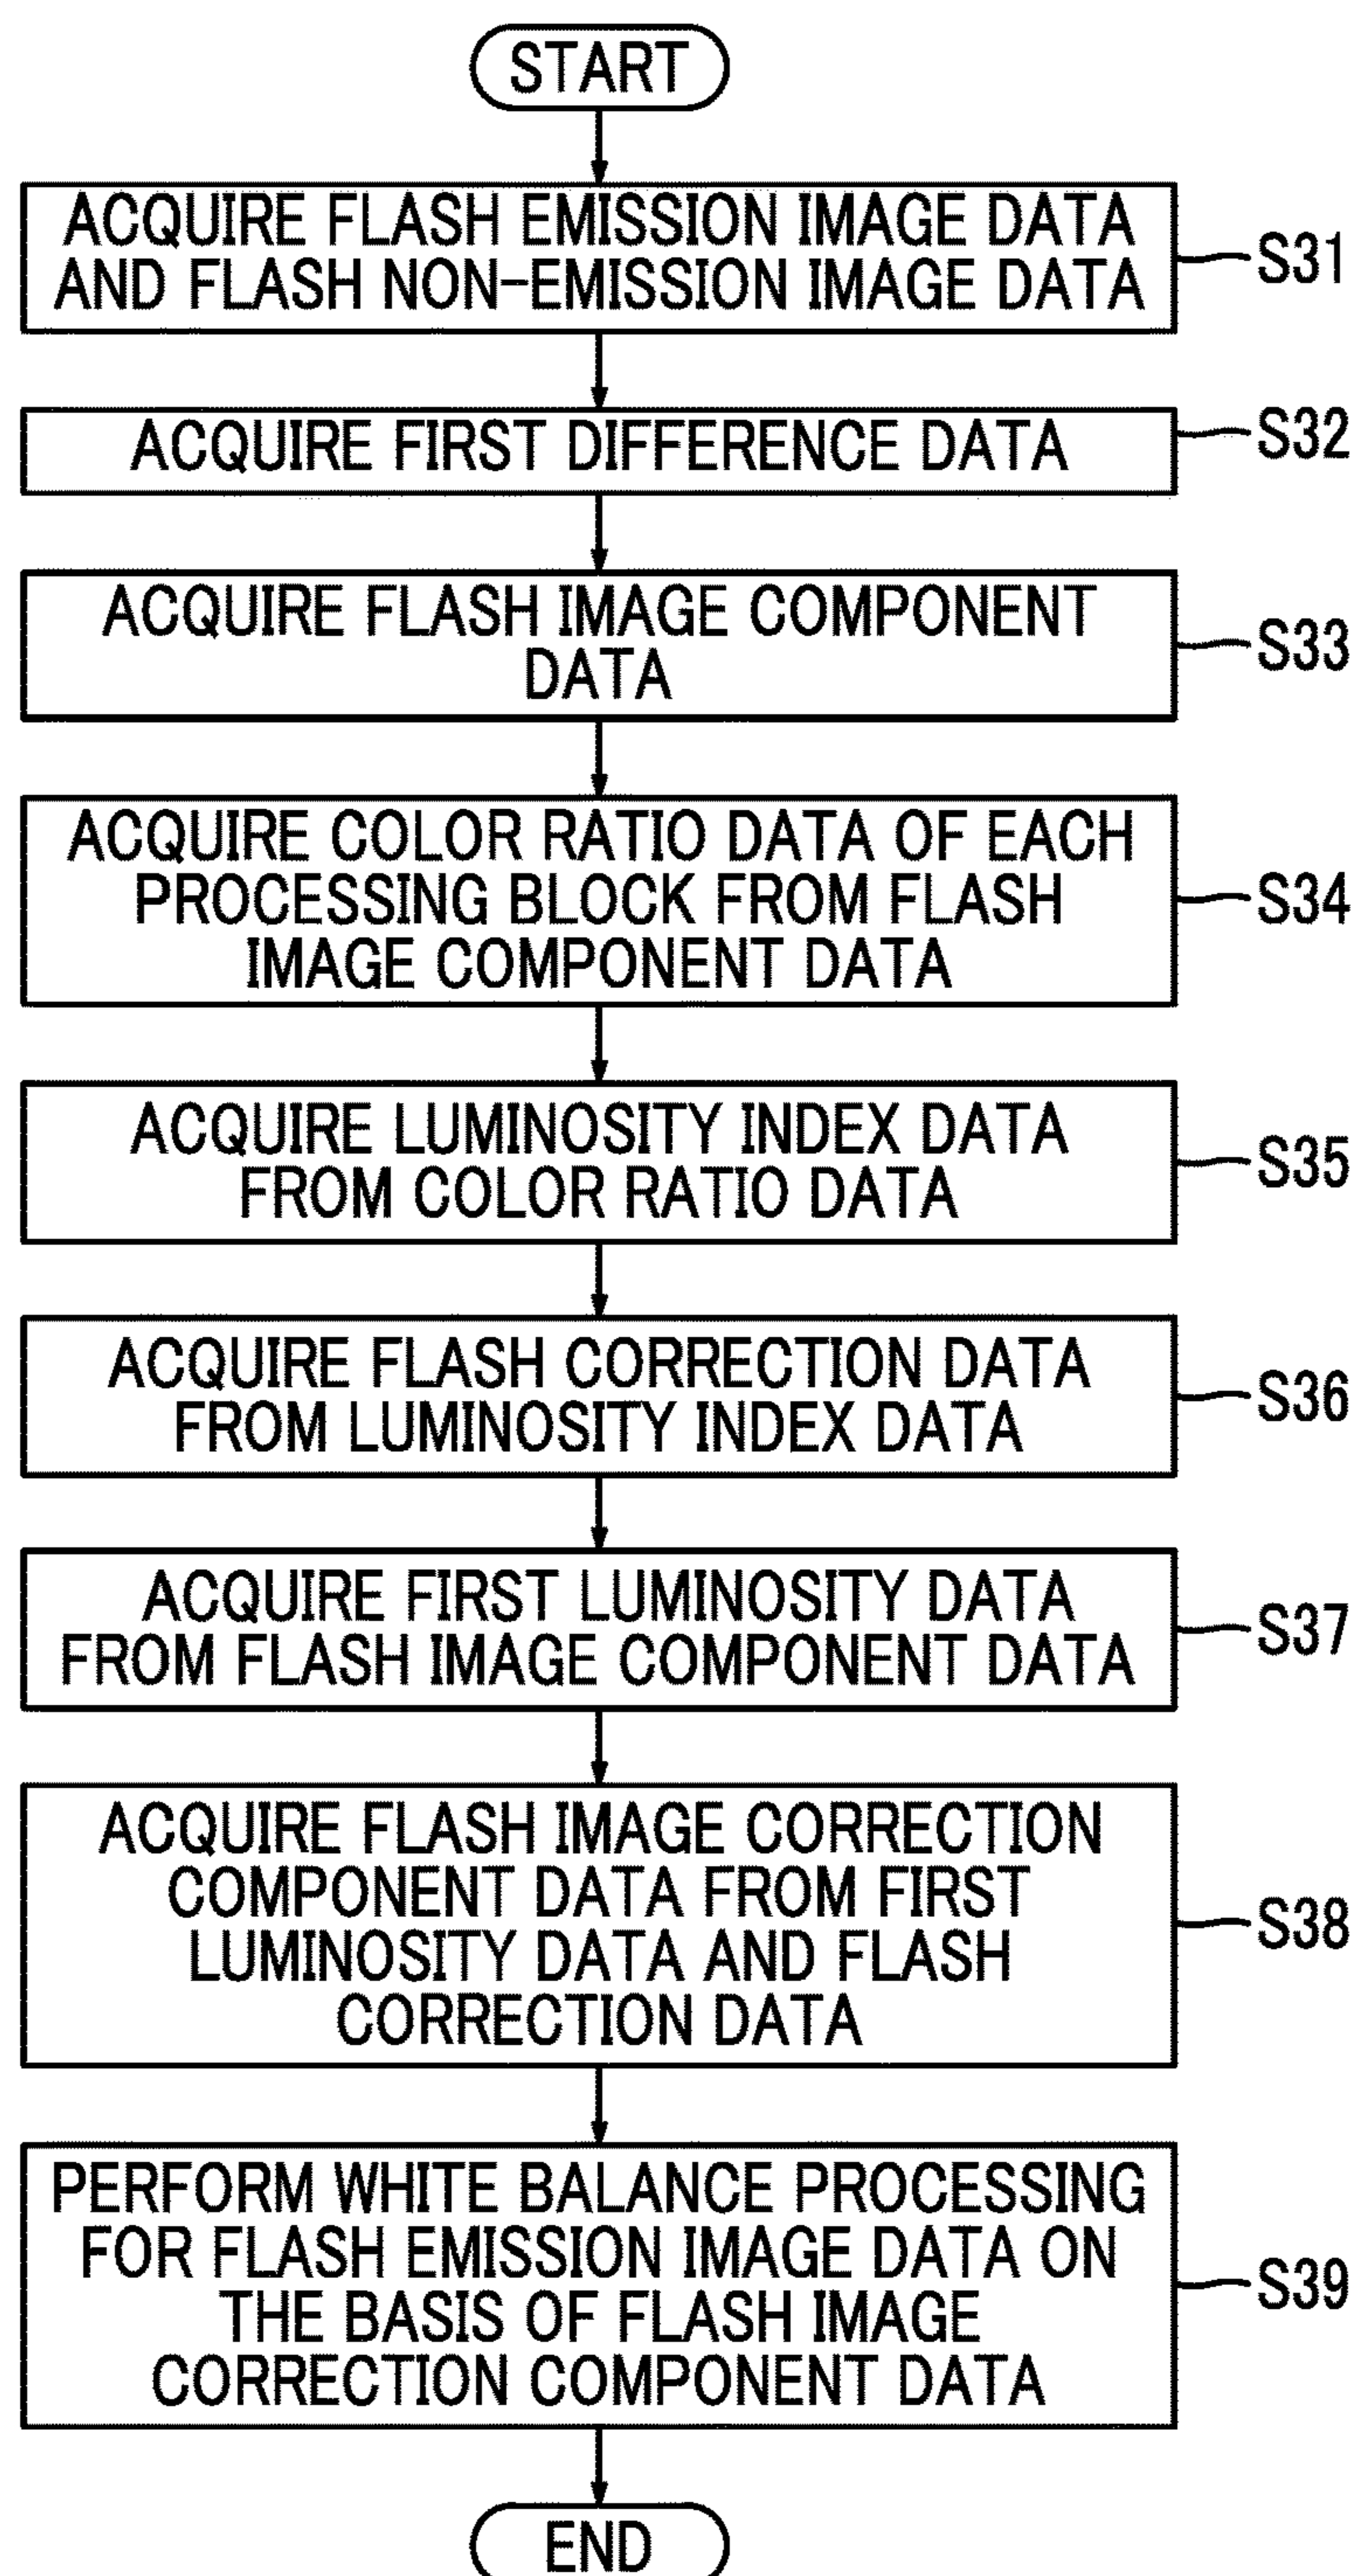 START
ACQUIRE FLASH EMISSION IMAGE DATA
AND FLASH NON-EMISSION IMAGE DATA
S31
ACQUIRE FIRST DIFFERENCE DATA
S32
ACQUIRE FLASH IMAGE COMPONENT
DATA
S33
ACQUIRE COLOR RATIO DATA OF EACH
PROCESSING BLOCK FROM FLASH
IMAGE COMPONENT DATA
S34
ACQUIRE LUMINOSITY INDEX DATA
FROM COLOR RATIO DATA
S35
ACQUIRE FLASH CORRECTION DATA
FROM LUMINOSITY INDEX DATA
S36
ACQUIRE FIRST LUMINOSITY DATA
FROM FLASH IMAGE COMPONENT DATA
S37
ACQUIRE FLASH IMAGE CORRECTION
COMPONENT DATA FROM FIRST
LUMINOSITY DATA AND FLASH
CORRECTION DATA
S38
PERFORM WHITE BALANCE PROCESSING
FOR FLASH EMISSION IMAGE DATA ON
THE BASIS OF FLASH IMAGE
CORRECTION COMPONENT DATA
S39
END